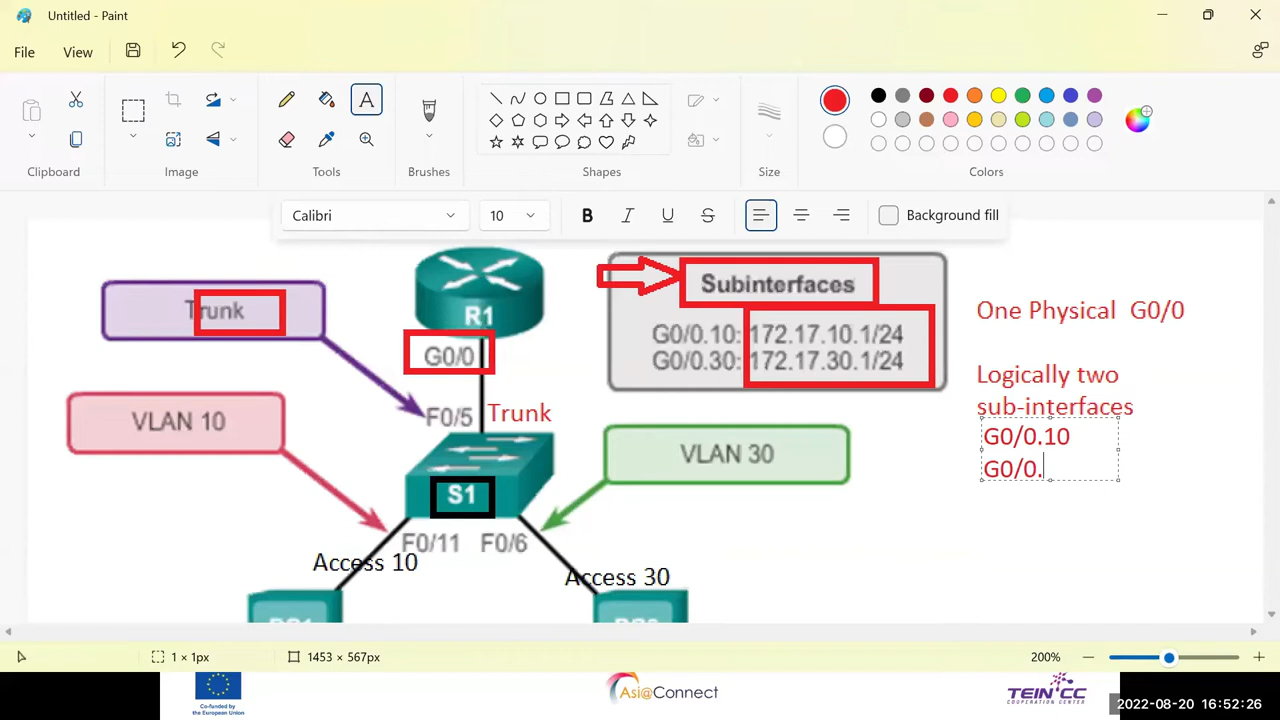 Untitled - Paint
File
View
Clipboard
Image
Tools
Brushes
Shapes
Size
Colors
A
Calibri
10
B
I
U
S
Background fill
Trunk
R1
Subinterfaces
G0/0.10: 172.17.10.1/24
G0/0.30: 172.17.30.1/24
One Physical G0/0
G0/0
VLAN 10
F0/5
Trunk
Logically two
sub-interfaces
G0/0.10
G0/0.
VLAN 30
S1
F0/11
F0/6
Access 10
Access 30
1 × 1px
1453 × 567px
200%
Co-funded by
the European Union
Asi@Connect
TEIN*CC
COOPERATION CENTER
2022-08-20 16:52:26